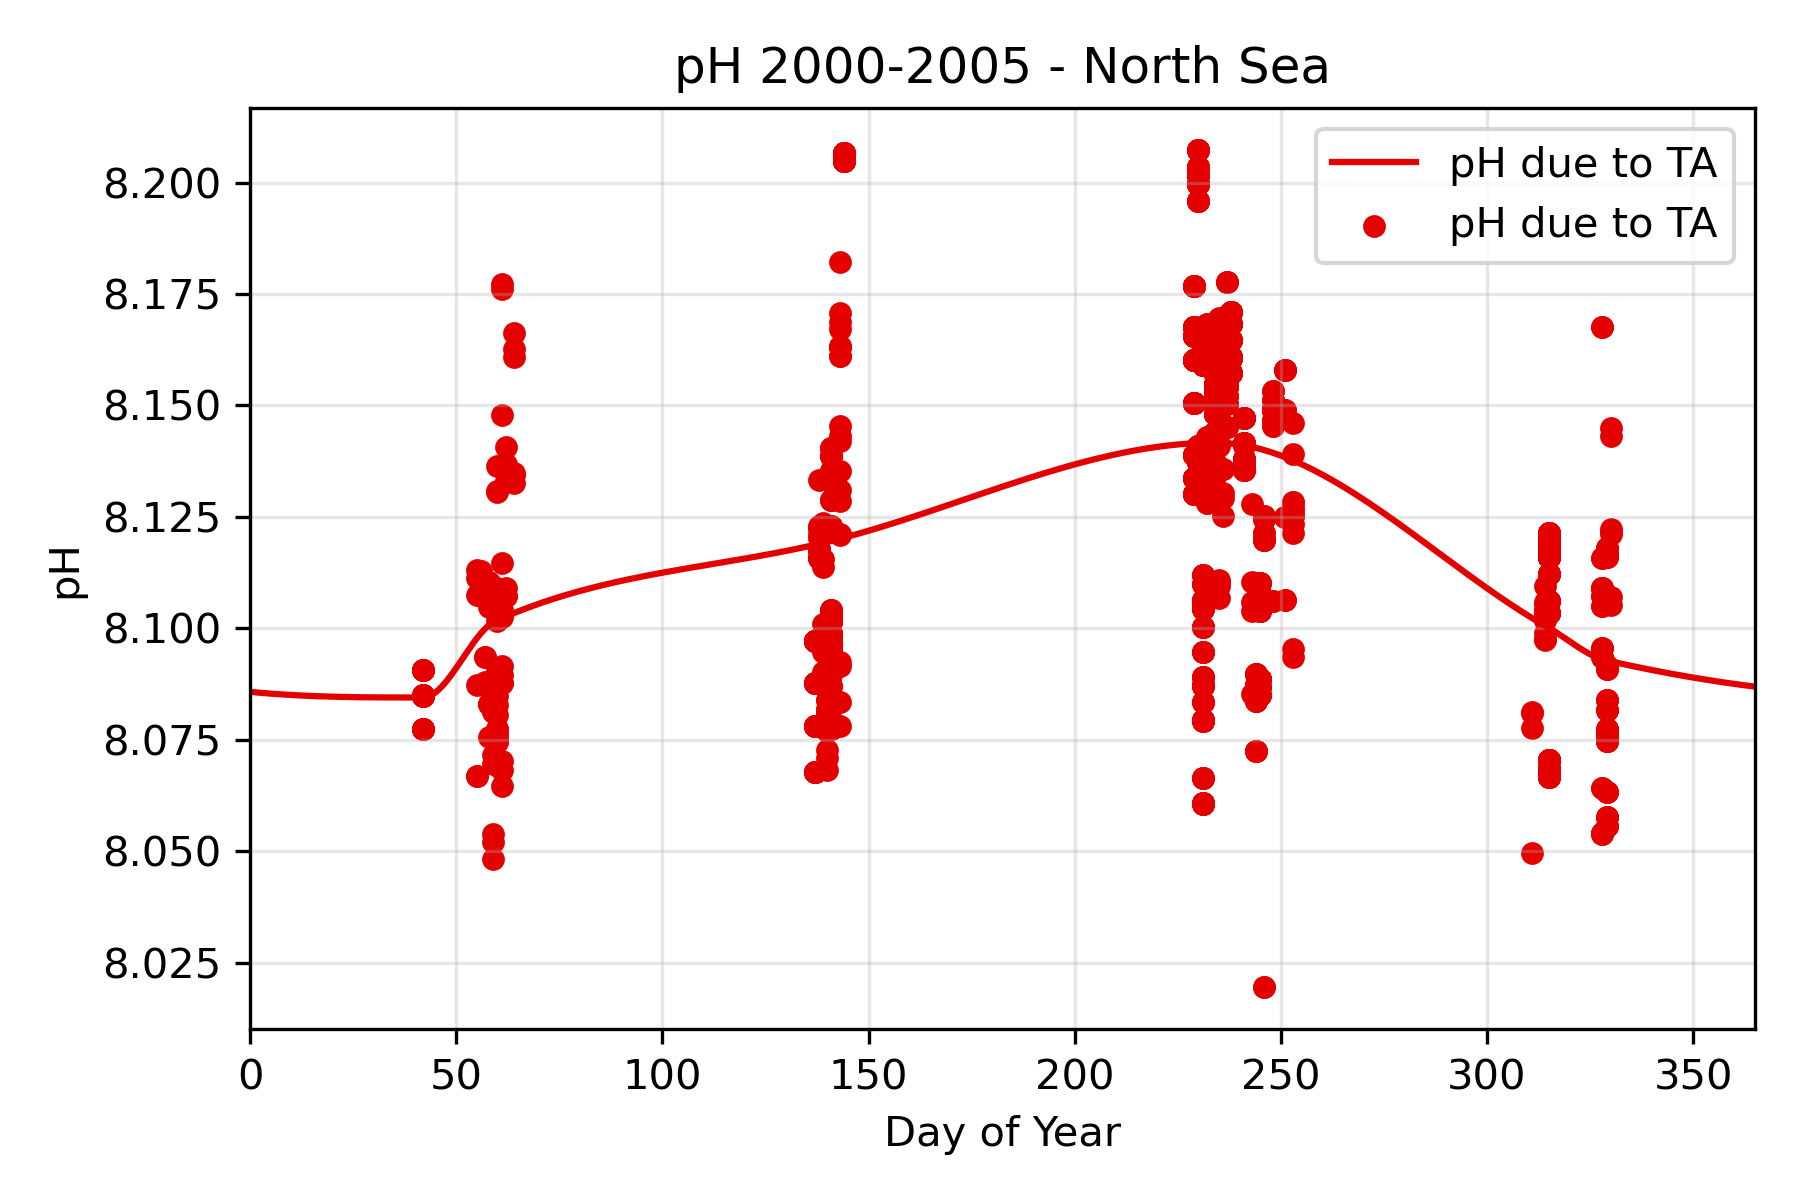 pH 2000-2005 - North Sea
pH due to TA
pH due to TA
8.200
8.175
8.150
8.125
8.100
8.075
8.050
8.025
pH
0 50 100 150 200 250 300 350
Day of Year